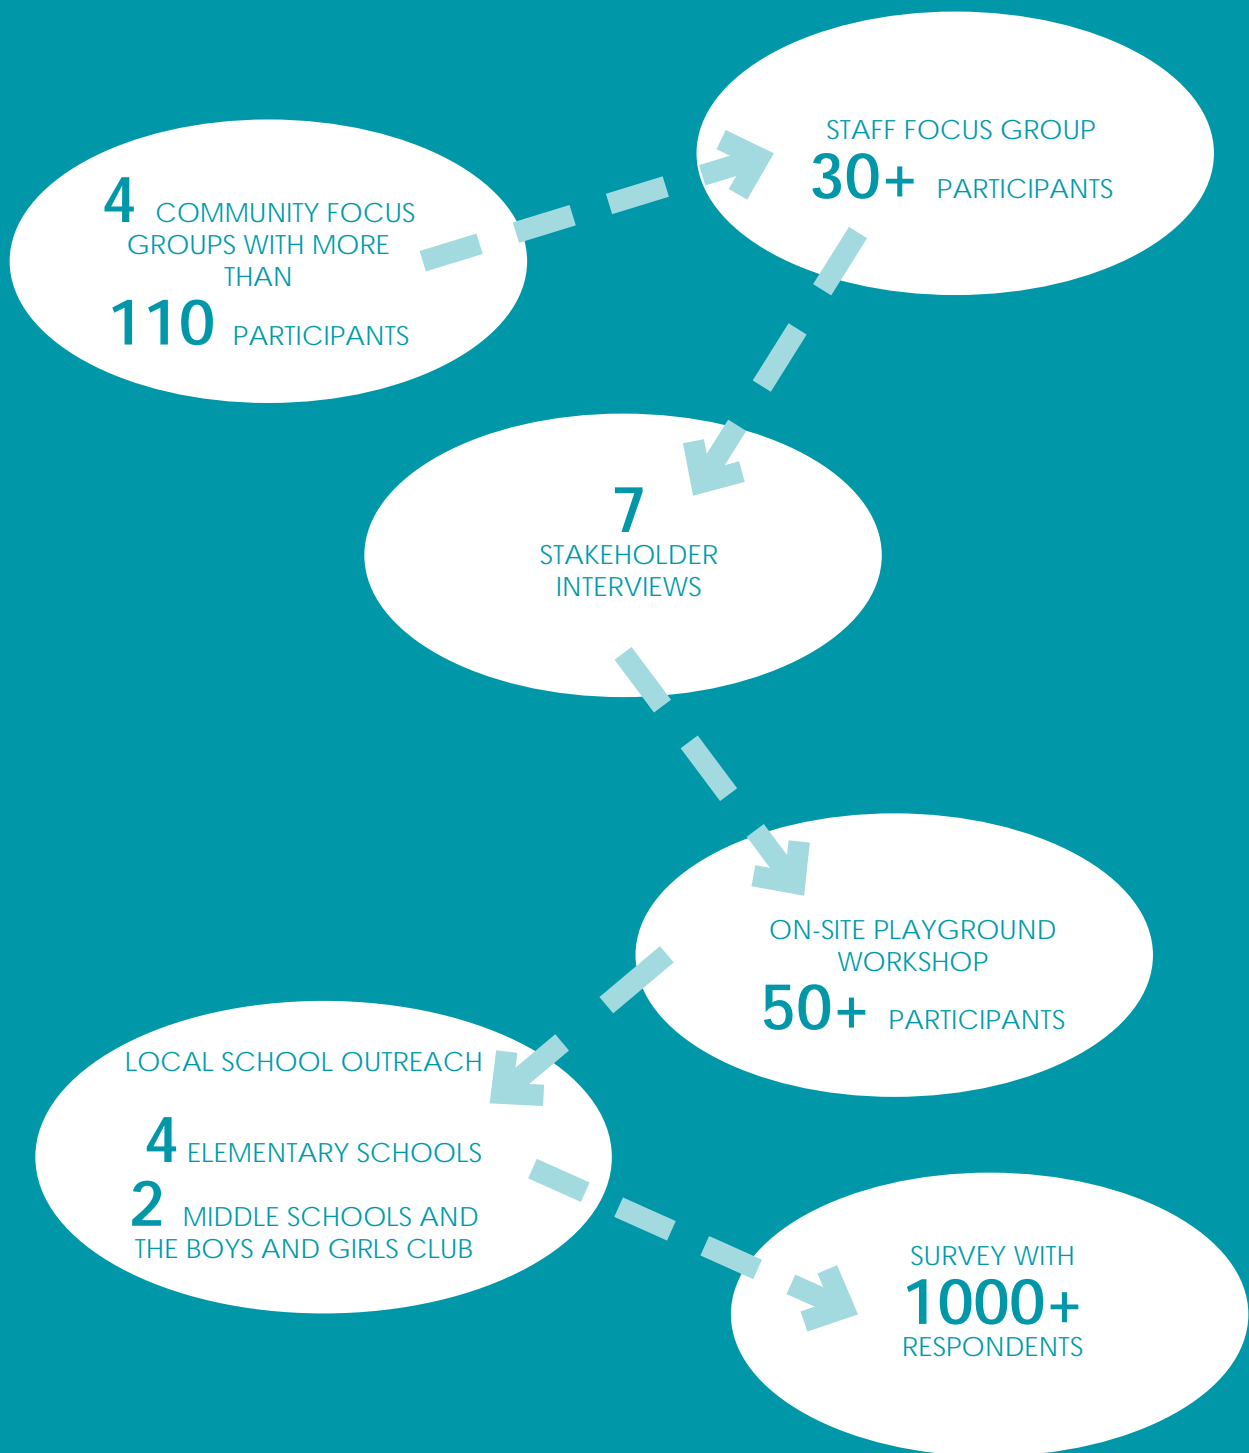 4 COMMUNITY FOCUS
GROUPS WITH MORE
THAN
110 PARTICIPANTS
STAFF FOCUS GROUP
30+ PARTICIPANTS
7
STAKEHOLDER
INTERVIEWS
ON-SITE PLAYGROUND
WORKSHOP
50+ PARTICIPANTS
LOCAL SCHOOL OUTREACH
4 ELEMENTARY SCHOOLS
2 MIDDLE SCHOOLS AND
THE BOYS AND GIRLS CLUB
SURVEY WITH
1000+
RESPONDENTS